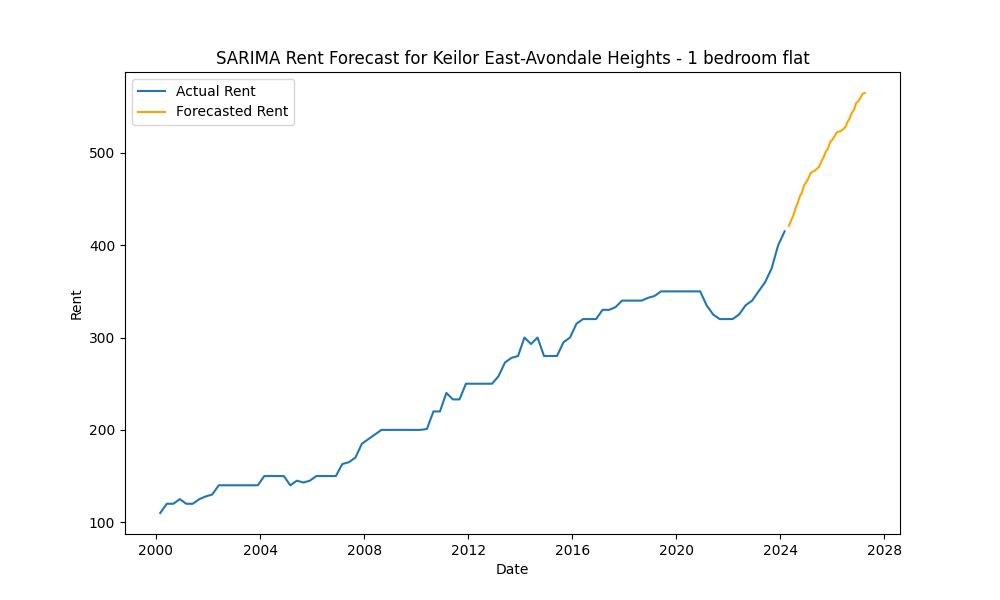 SARIMA Rent Forecast for Keilor East-Avondale Heights - 1 bedroom flat
Actual Rent
Forecasted Rent
500
400
300
200
100
Rent
2000 2004 2008 2012 2016 2020 2024 2028
Date